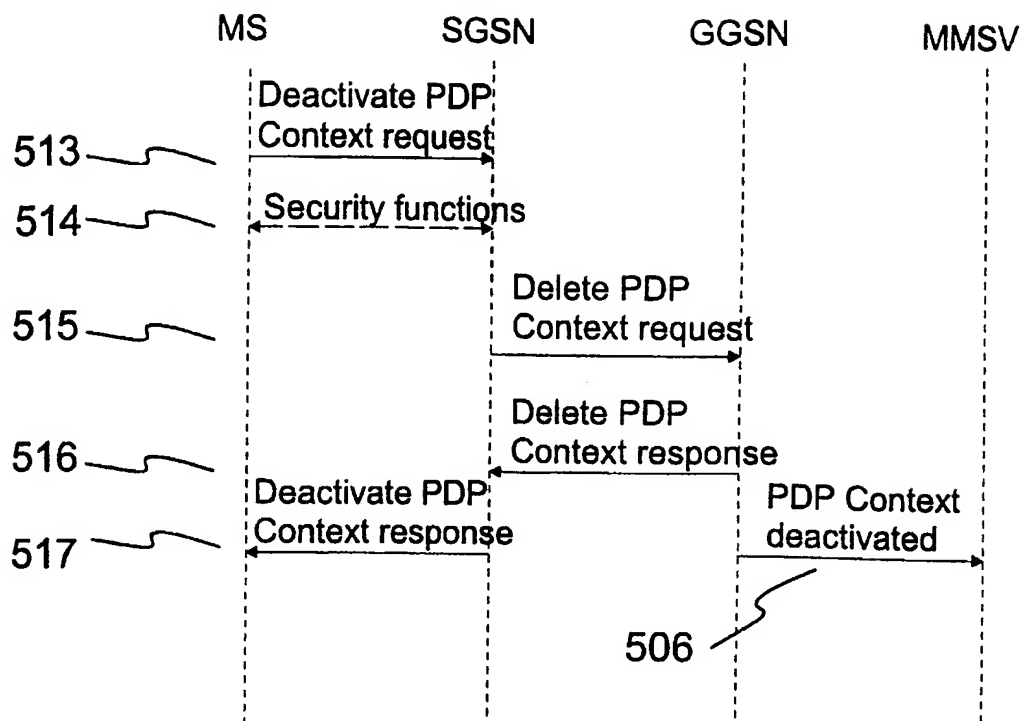 MS SGSN GGSN MMSV
Deactivate PDP
Context request
513
Security functions
514
Delete PDP
Context request
515
Delete PDP
Context response
516
Deactivate PDP
Context response
517
PDP Context
deactivated
506